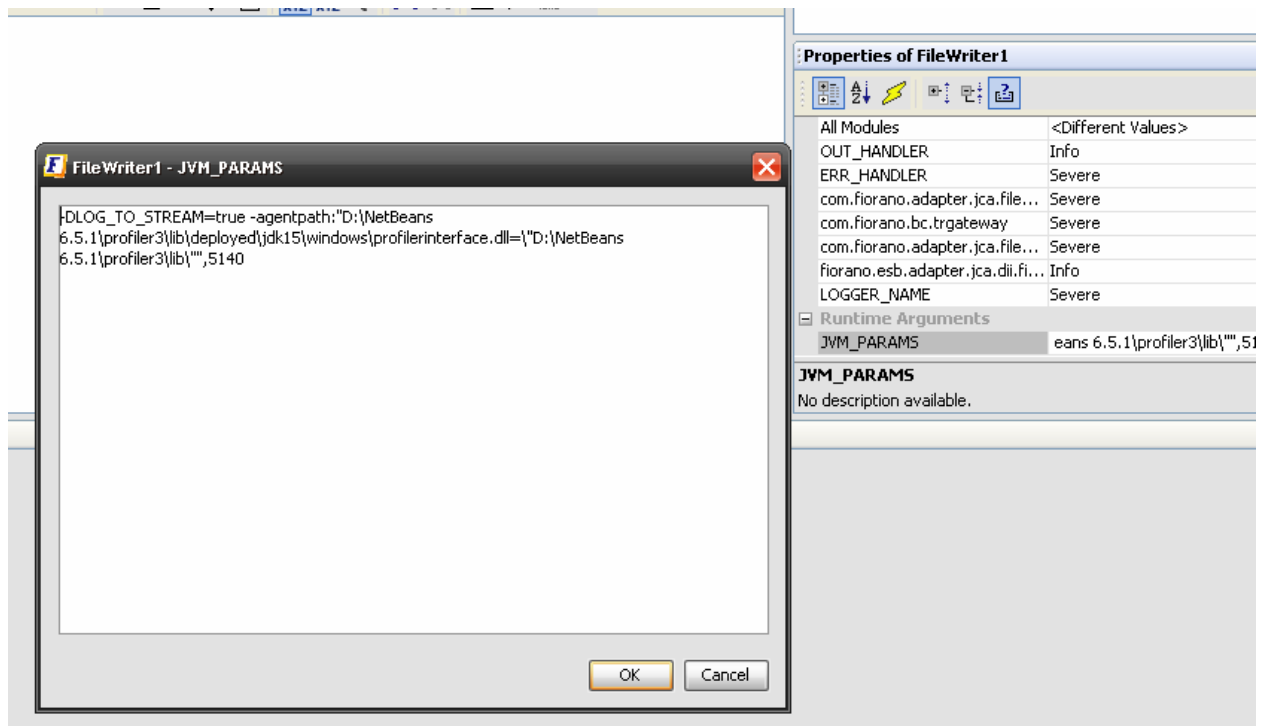 Properties of FileWriter1
All Modules <Different Values>
OUT_HANDLER Info
ERR_HANDLER Severe
com.fiorano.adapter.jca.file... Severe
com.fiorano.bc.trgateway Severe
com.fiorano.adapter.jca.file... Severe
fiorano.esb.adapter.jca.dii.fi... Info
LOGGER_NAME Severe
Runtime Arguments
JVM_PARAMS eans 6.5.1\profiler3\lib\"",51
JVM_PARAMS
No description available.
FileWriter1 - JVM_PARAMS
-DLOG_TO_STREAM=true -agentpath:"D:\NetBeans
6.5.1\profiler3\lib\deployed\jdk15\windows\profilerinterface.dll=\"D:\NetBeans
6.5.1\profiler3\lib\"",5140
OK Cancel